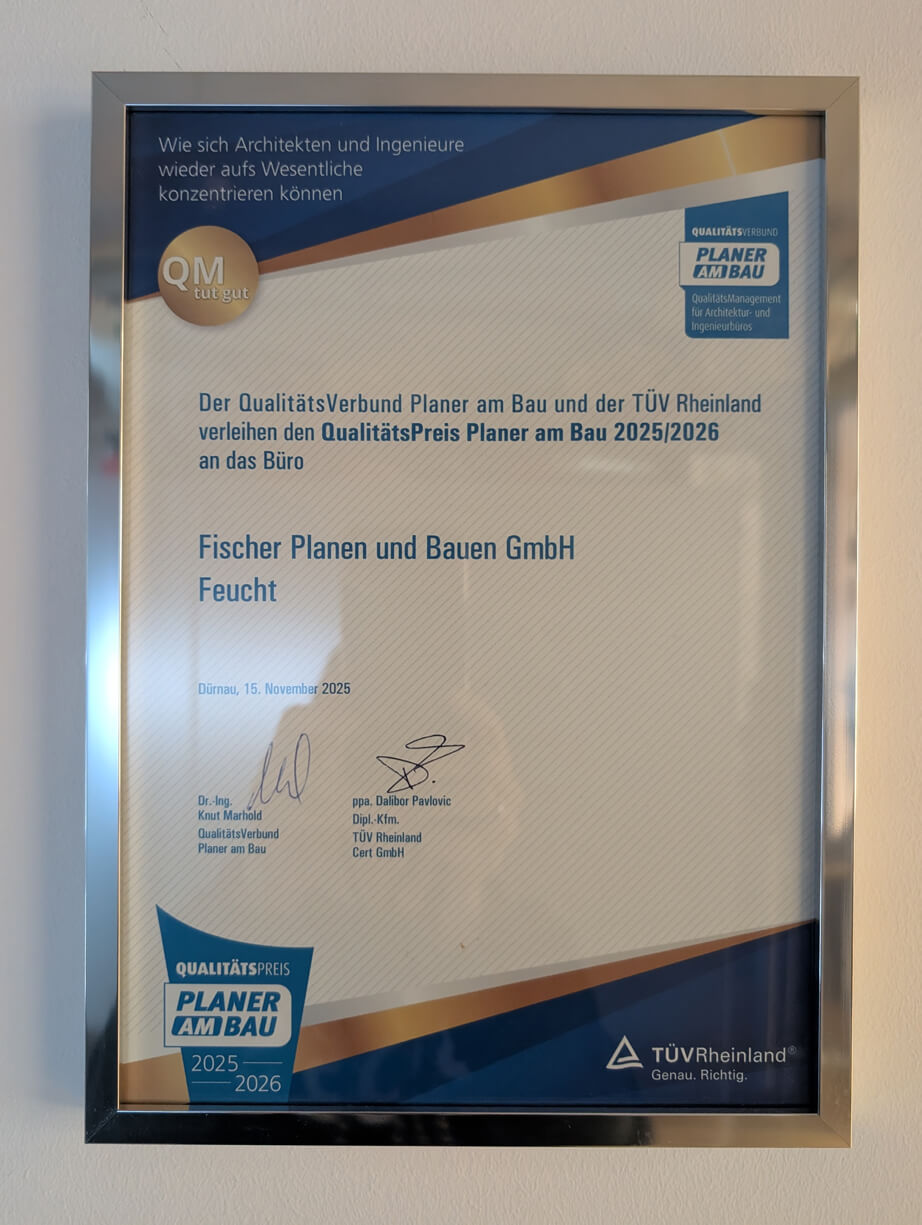 Wie sich Architekten und Ingenieure
wieder aufs Wesentliche
konzentrieren können
QM
tut gut
QUALITÄTSVERBUND
PLANER
AM BAU
QualitätsManagement
für Architektur- und
Ingenieurbüros
Der QualitätsVerbund Planer am Bau und der TÜV Rheinland
verleihen den QualitätsPreis Planer am Bau 2025/2026
an das Büro
Fischer Planen und Bauen GmbH
Feucht
Dürnau, 15. November 2025
Dr.-Ing.
Knut Marhold
QualitätsVerbund
Planer am Bau
ppa. Dalibor Pavlovic
Dipl.-Kfm.
TÜV Rheinland
Cert GmbH
QUALITÄTSPREIS
PLANER
AM BAU
2025
2026
TÜVRheinland®
Genau. Richtig.